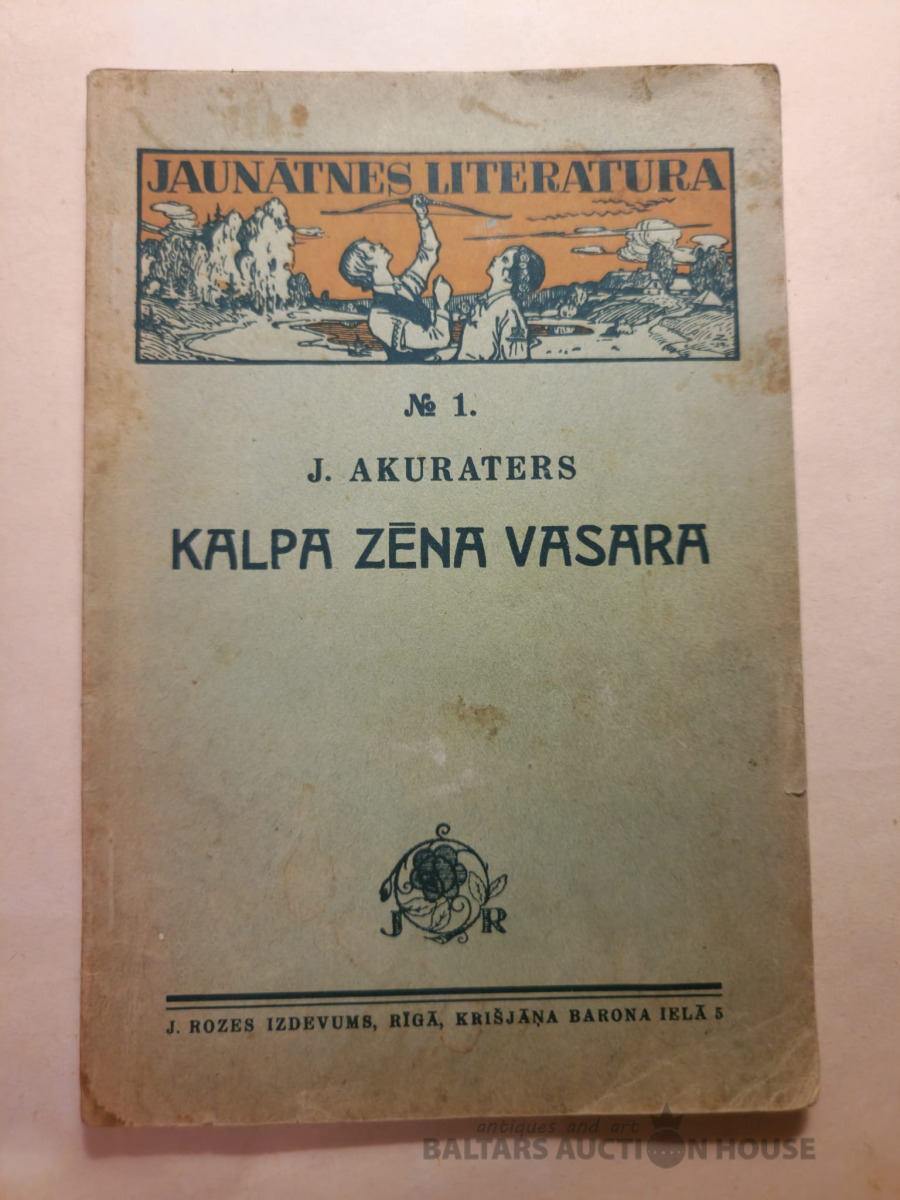 JAUNĀTNES LITERATURA
№ 1.
J. AKURATERS
KALPA ZĒNA VASARA
J R
J. ROZES IZDEVUMS, RĪGĀ, KRIŠJĀŅA BARONA IELĀ 5
antiques and art
BALTARS AUCTION HOUSE